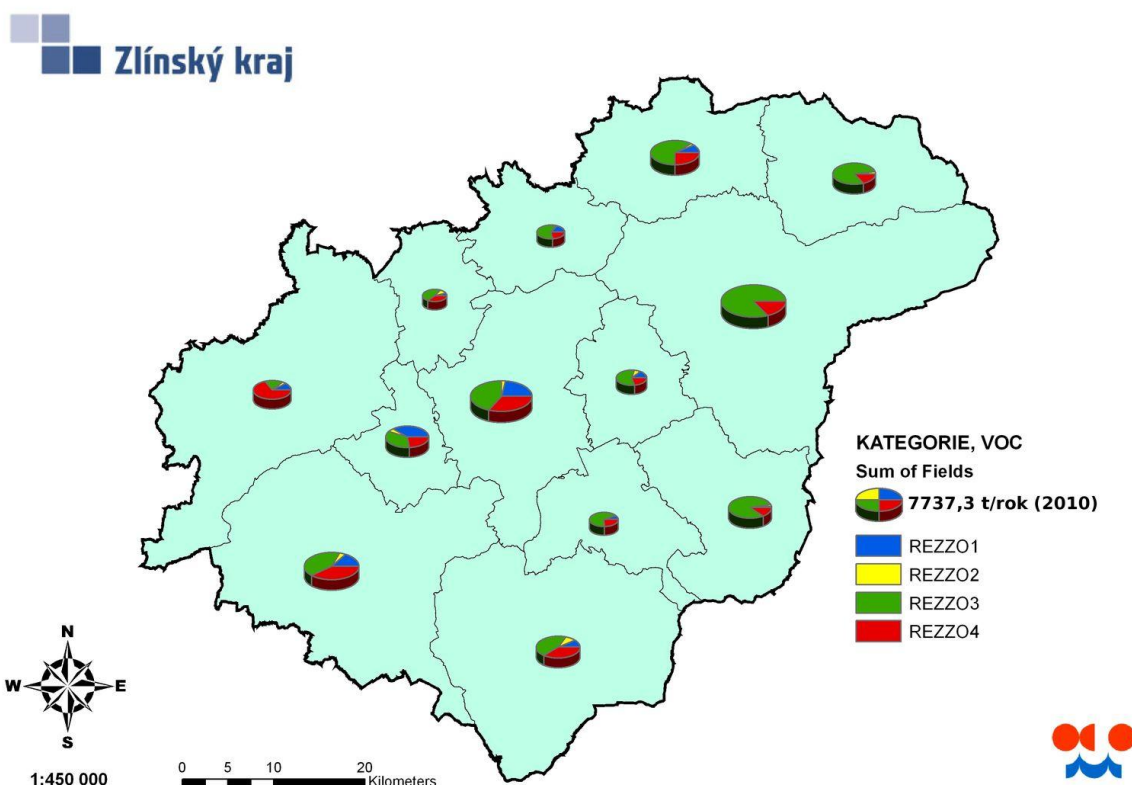 Zlínský kraj
KATEGORIE, VOC
Sum of Fields
7737,3 t/rok (2010)
REZZO1
REZZO2
REZZO3
REZZO4
N
W E
S
1:450 000
0 5 10 20
Kilometers